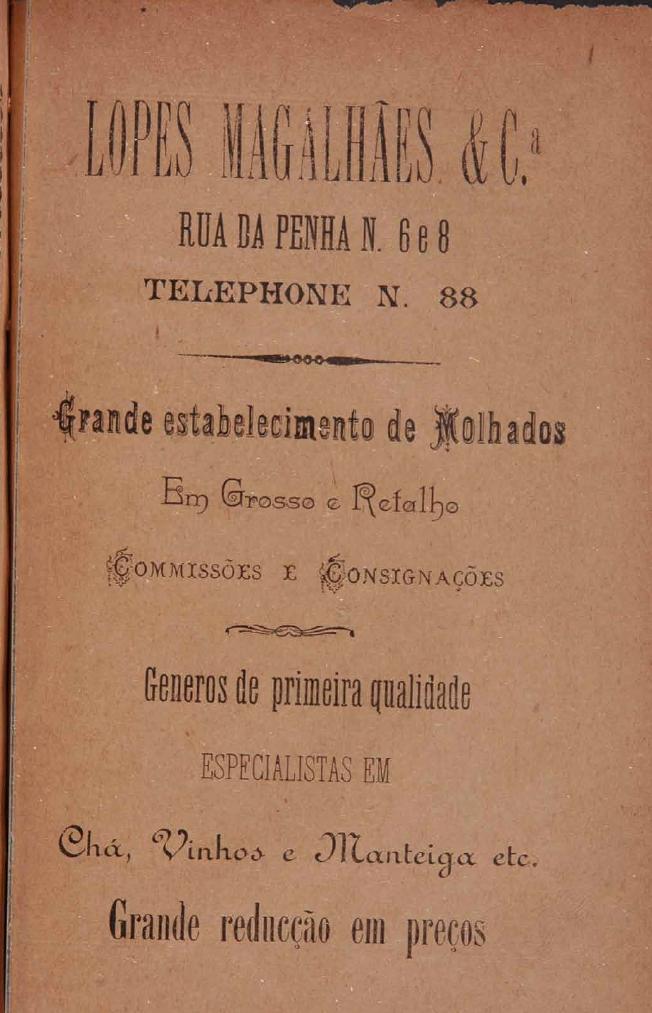 LOPES MAGALHÃES & C.ª
RUA DA PENHA N. 6 e 8
TELEPHONE N. 88
Grande estabelecimento de Molhados
Em Grosso e Retalho
COMMISSÕES E CONSIGNAÇÕES
Generos de primeira qualidade
ESPECIALISTAS EM
Chá, Vinhos e Manteiga etc.
Grande reducção em preços